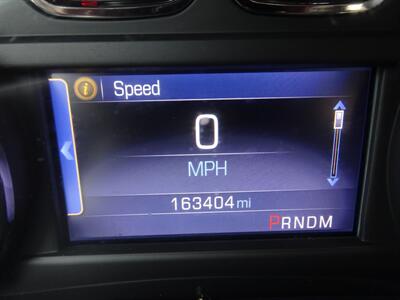 i Speed
0
MPH
163404 mi
PRNDM